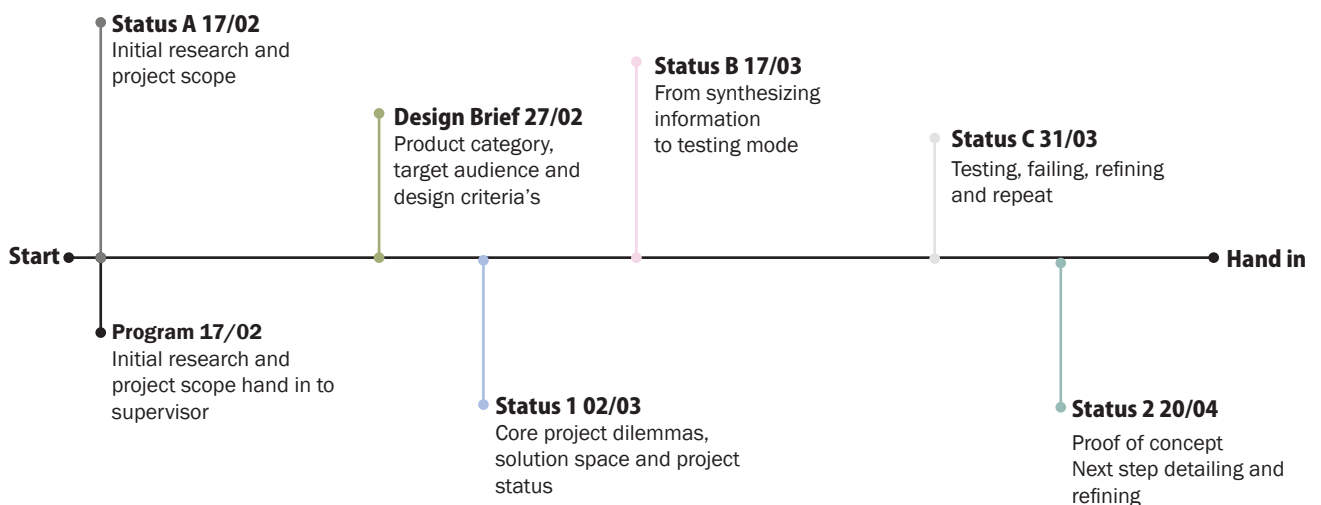 Status A 17/02
Initial research and
project scope
Design Brief 27/02
Product category,
target audience and
design criteria's
Status B 17/03
From synthesizing
information
to testing mode
Status C 31/03
Testing, failing, refining
and repeat
Start
Hand in
Program 17/02
Initial research and
project scope hand in to
supervisor
Status 1 02/03
Core project dilemmas,
solution space and project
status
Status 2 20/04
Proof of concept
Next step detailing and
refining